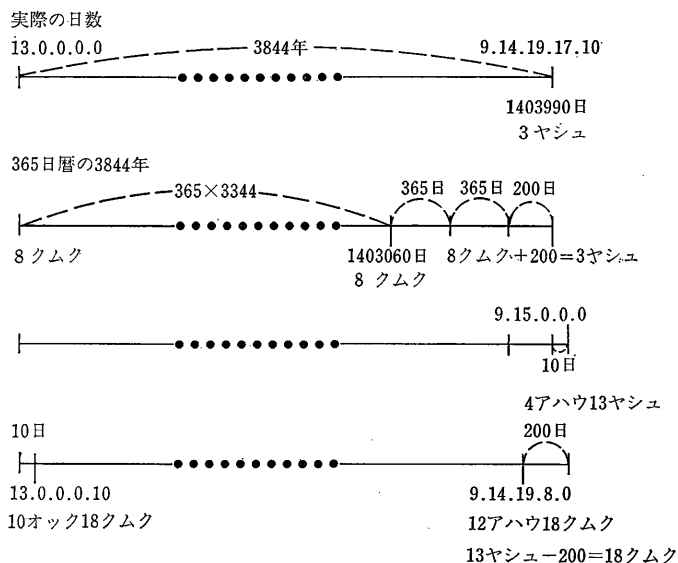 実際の日数
13.0.0.0.0
3844年
9.14.19.17.10
1403990日
3ヤシュ
365日暦の3844年
365×3344
365日 365日 200日
8クムク
1403060日
8クムク
8クムク+200=3ヤシュ
9.15.0.0.0
10日
4アハウ13ヤシュ
10日
200日
13.0.0.0.10
10オック18クムク
9.14.19.8.0
12アハウ18クムク
13ヤシュ−200=18クムク